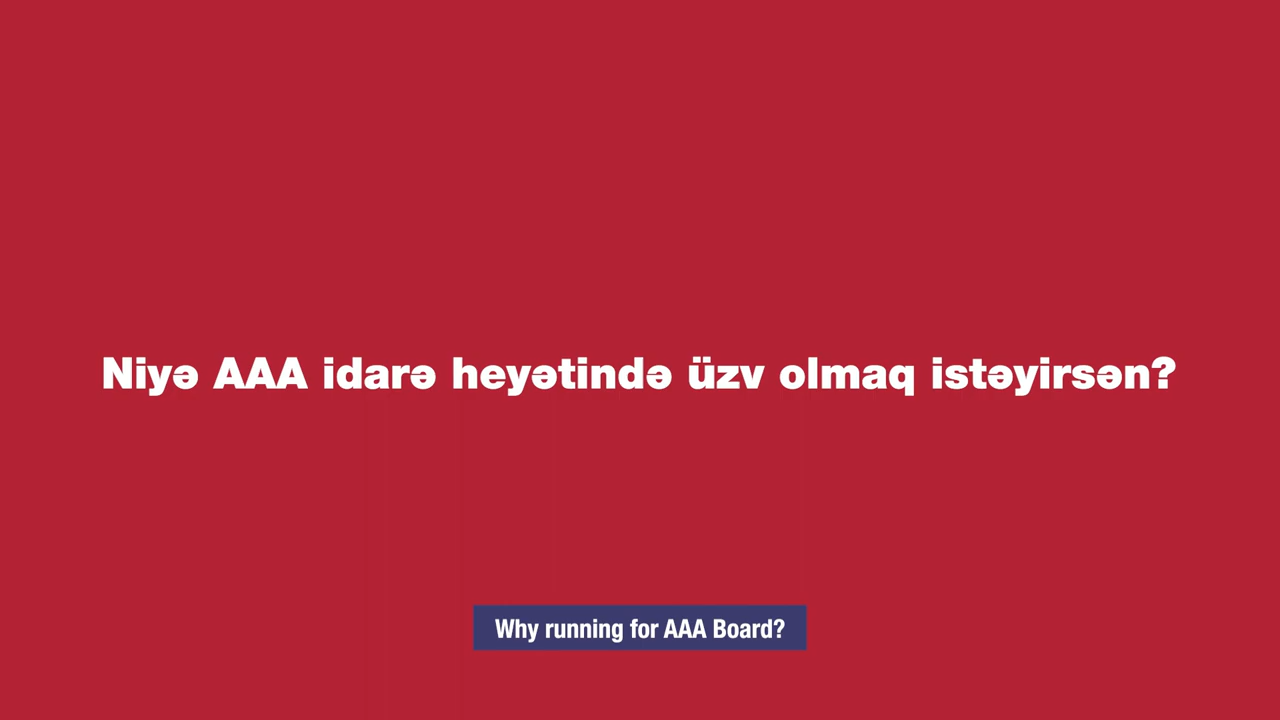 Niyə AAA idarə heyətində üzv olmaq istəyirsən?
Why running for AAA Board?